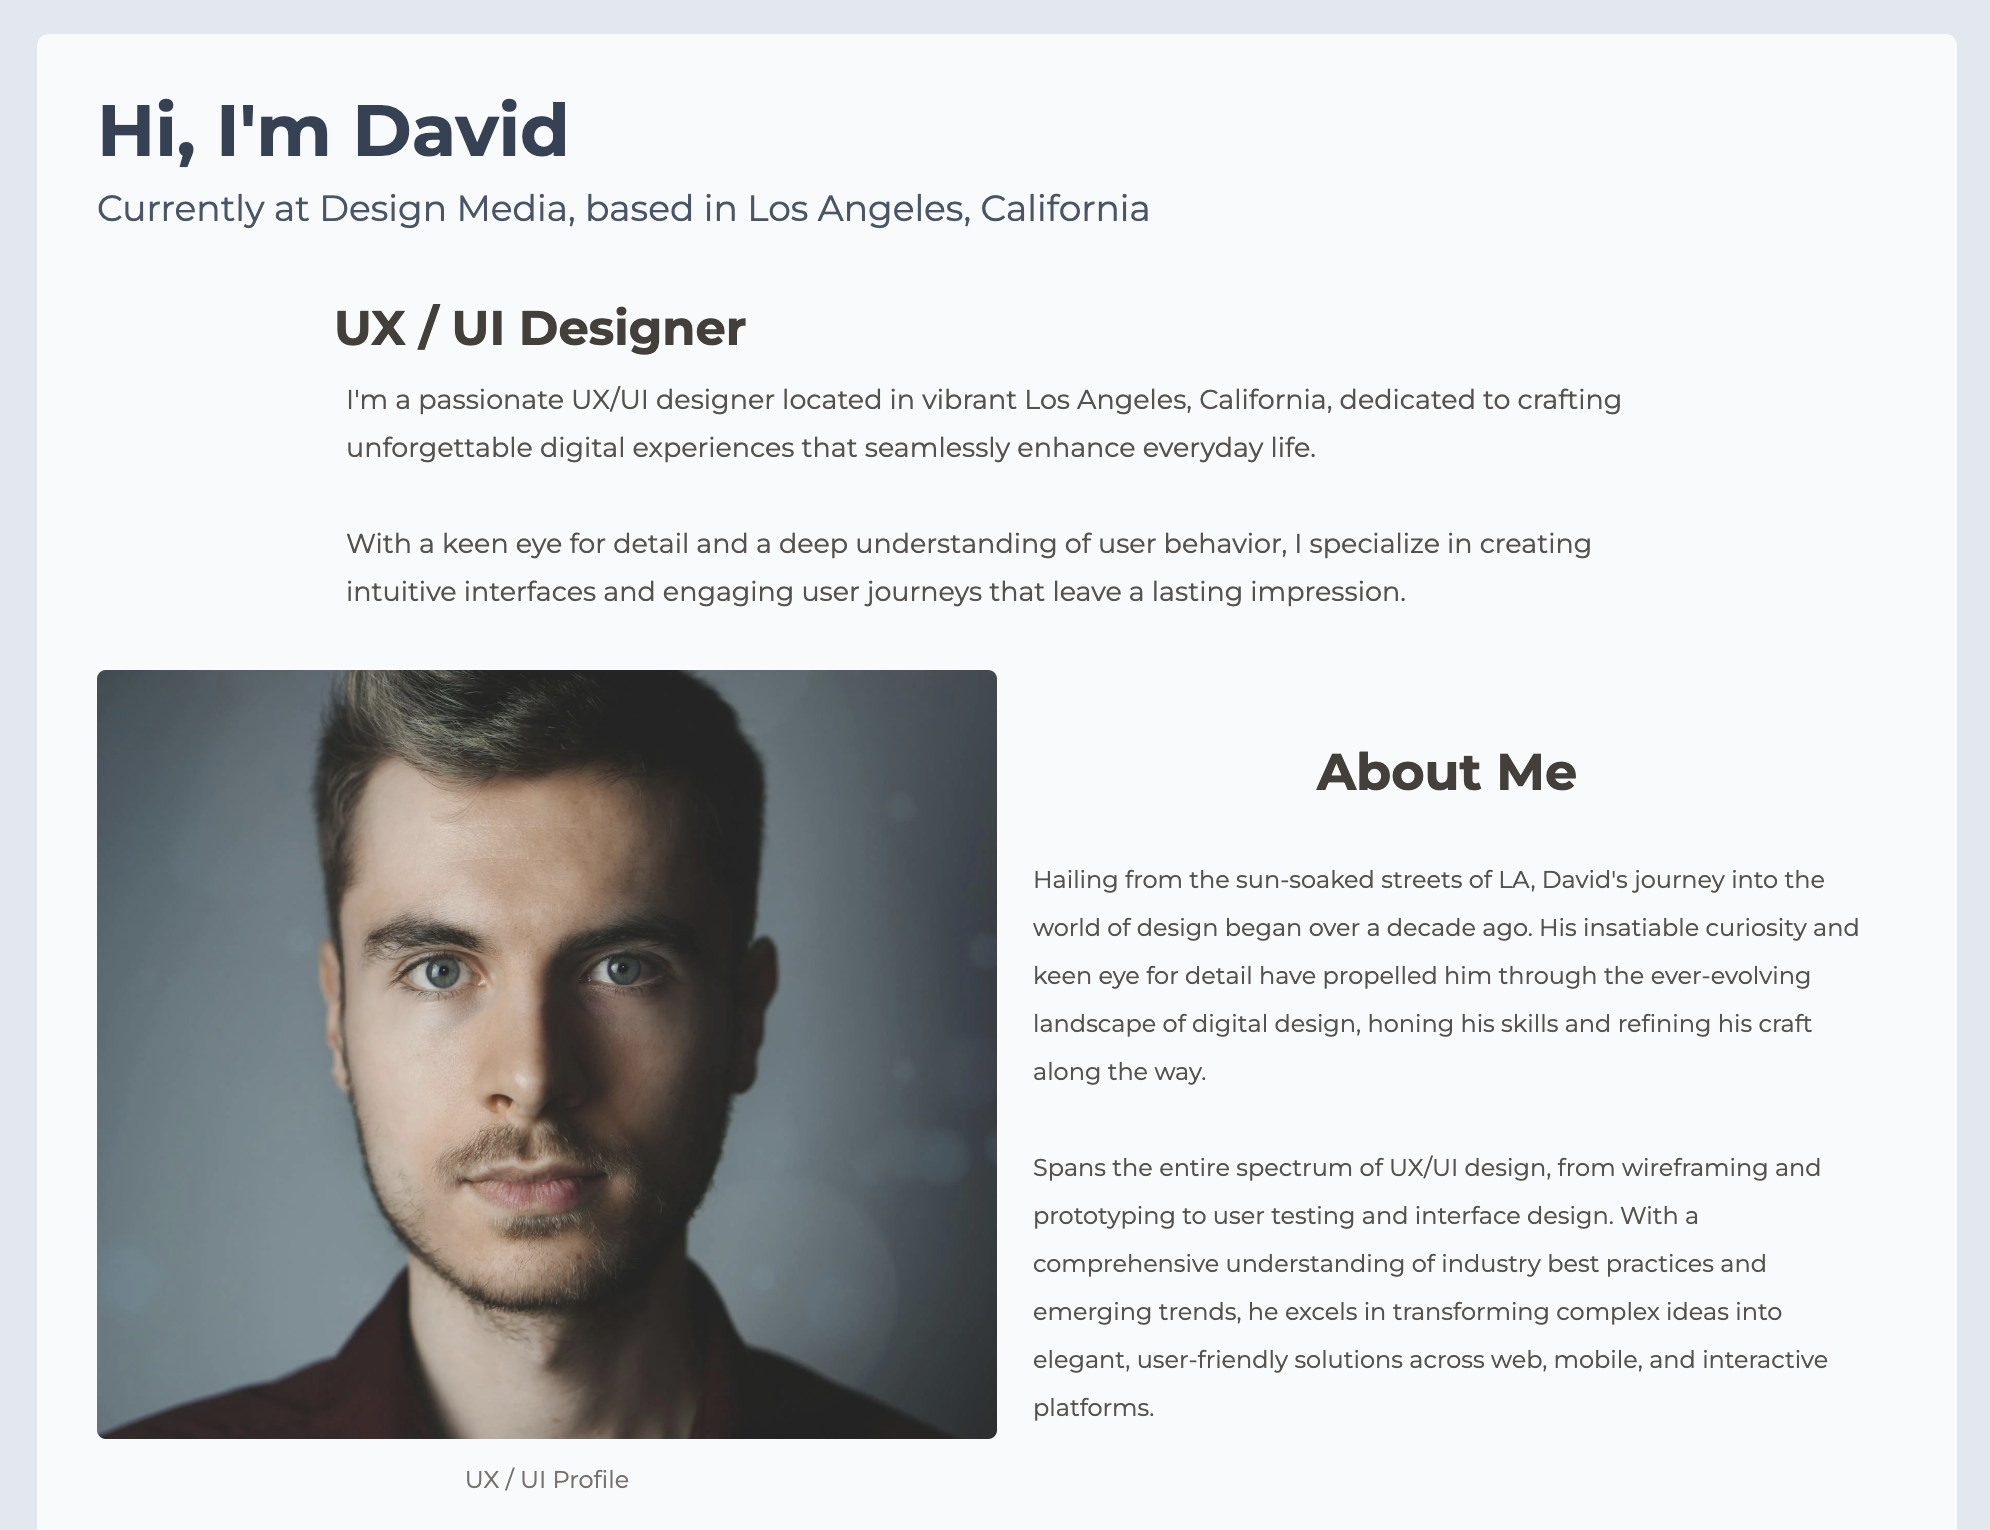 Hi, I'm David
Currently at Design Media, based in Los Angeles, California
UX / UI Designer
I'm a passionate UX/UI designer located in vibrant Los Angeles, California, dedicated to crafting
unforgettable digital experiences that seamlessly enhance everyday life.
With a keen eye for detail and a deep understanding of user behavior, I specialize in creating
intuitive interfaces and engaging user journeys that leave a lasting impression.
About Me
Hailing from the sun-soaked streets of LA, David's journey into the
world of design began over a decade ago. His insatiable curiosity and
keen eye for detail have propelled him through the ever-evolving
landscape of digital design, honing his skills and refining his craft
along the way.
Spans the entire spectrum of UX/UI design, from wireframing and
prototyping to user testing and interface design. With a
comprehensive understanding of industry best practices and
emerging trends, he excels in transforming complex ideas into
elegant, user-friendly solutions across web, mobile, and interactive
platforms.
UX / UI Profile